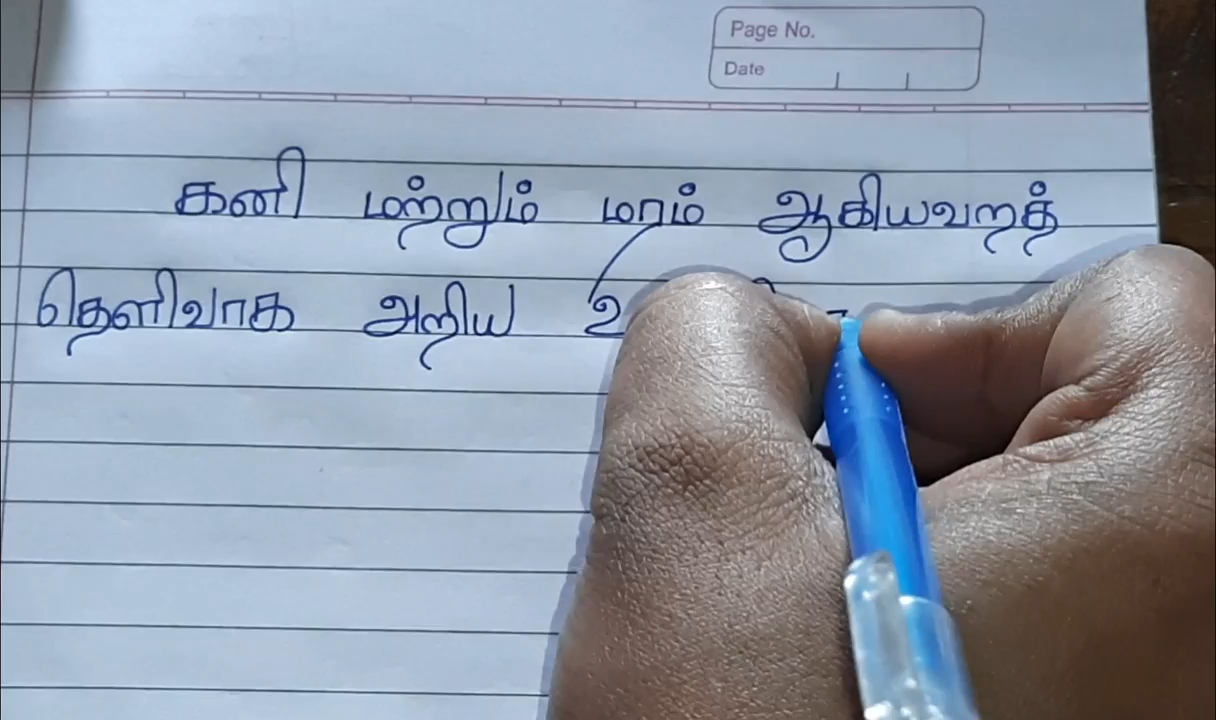 Page No.
Date
கனி மற்றும் மரம் ஆகியவறத்
தெளிவாக அறிய